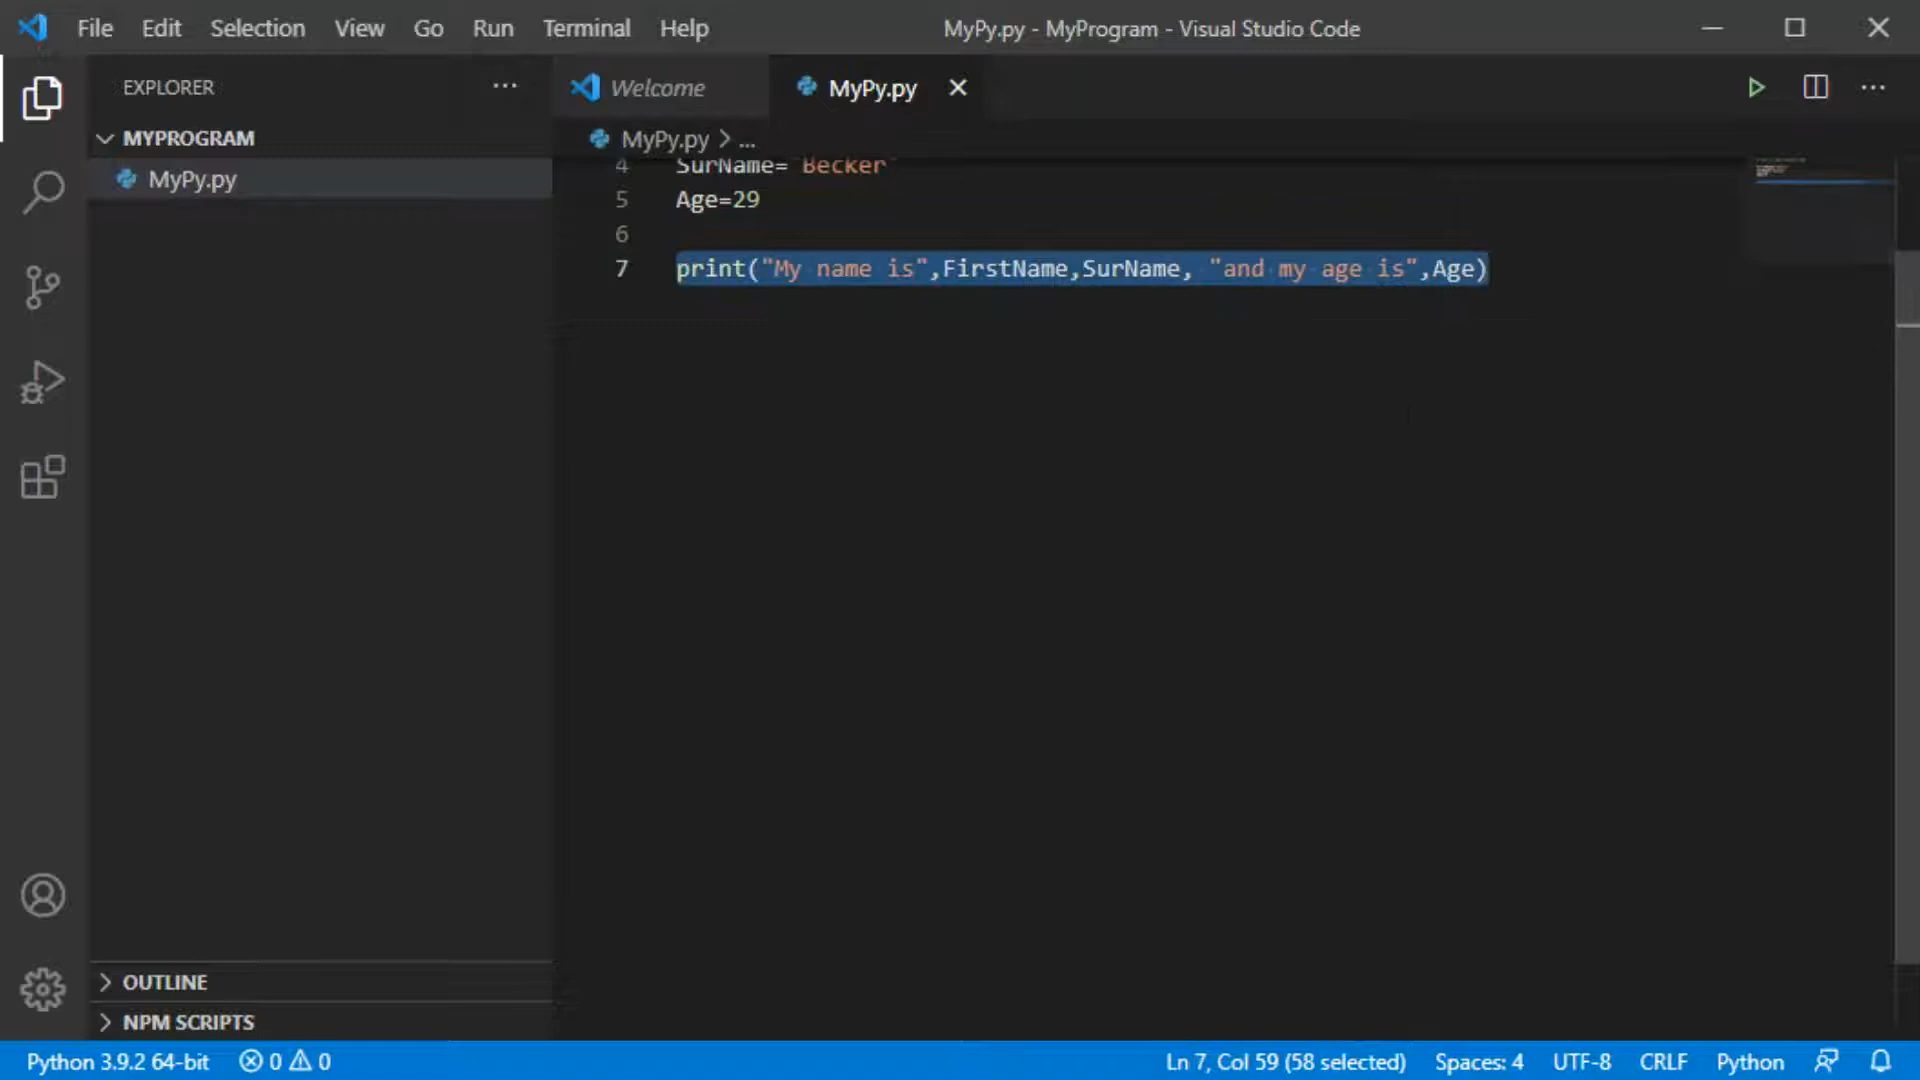 File Edit Selection View Go Run Terminal Help MyPy.py - MyProgram - Visual Studio Code
EXPLORER ··· Welcome MyPy.py
MYPROGRAM
MyPy.py > ...
MyPy.py
4 SurName="Becker"
5 Age=29
6
7 print("My name is",FirstName,SurName, "and my age is",Age)
OUTLINE
NPM SCRIPTS
Python 3.9.2 64-bit 0 0 Ln 7, Col 59 (58 selected) Spaces: 4 UTF-8 CRLF Python